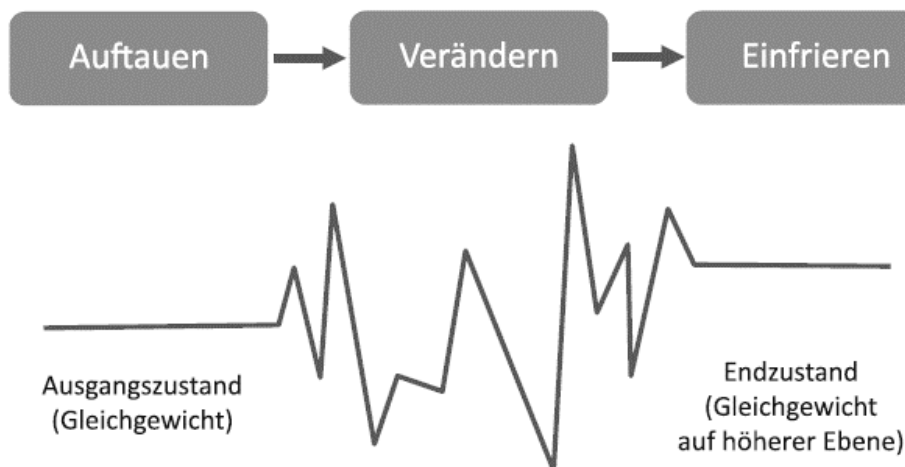 Auftauen
Verändern
Einfrieren
Ausgangszustand
(Gleichgewicht)
Endzustand
(Gleichgewicht
auf höherer Ebene)